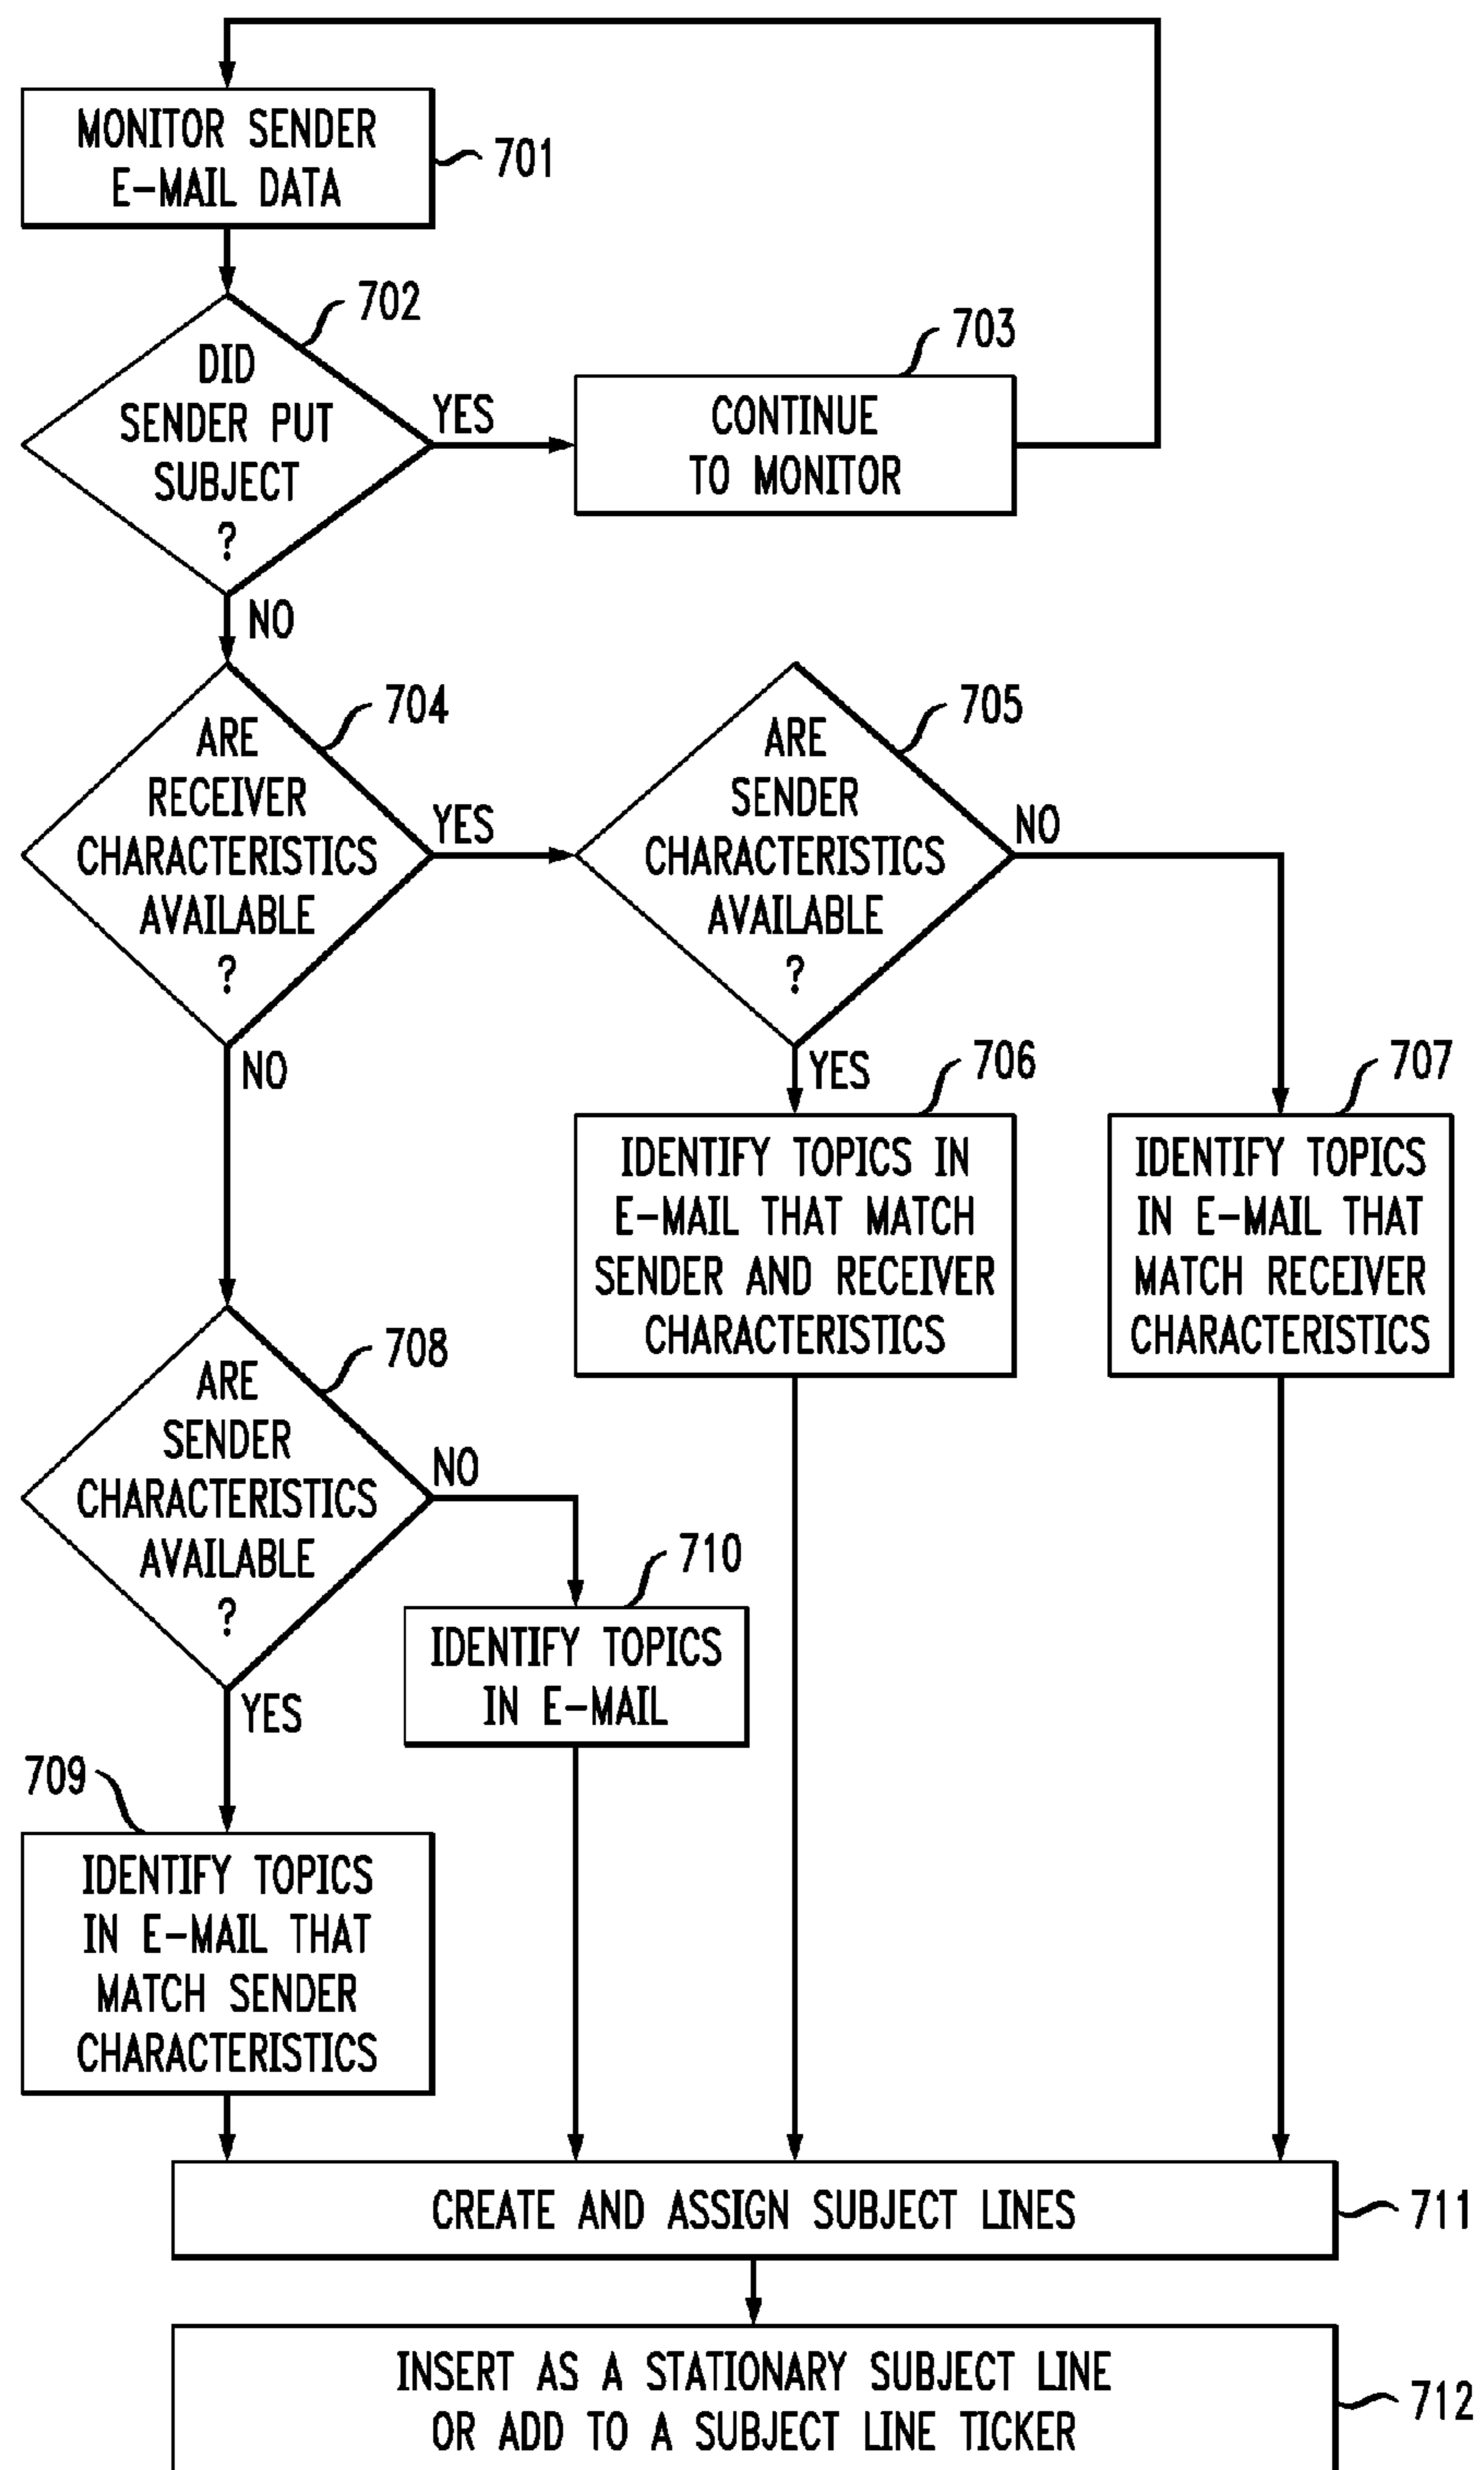 MONITOR SENDER
E-MAIL DATA
701
702
DID
SENDER PUT
SUBJECT
?
YES
703
CONTINUE
TO MONITOR
NO
704
ARE
RECEIVER
CHARACTERISTICS
AVAILABLE
?
YES
705
ARE
SENDER
CHARACTERISTICS
AVAILABLE
?
NO
NO
YES
706
IDENTIFY TOPICS IN
E-MAIL THAT MATCH
SENDER AND RECEIVER
CHARACTERISTICS
707
IDENTIFY TOPICS
IN E-MAIL THAT
MATCH RECEIVER
CHARACTERISTICS
708
ARE
SENDER
CHARACTERISTICS
AVAILABLE
?
NO
710
IDENTIFY TOPICS
IN E-MAIL
YES
709
IDENTIFY TOPICS
IN E-MAIL THAT
MATCH SENDER
CHARACTERISTICS
CREATE AND ASSIGN SUBJECT LINES
711
INSERT AS A STATIONARY SUBJECT LINE
OR ADD TO A SUBJECT LINE TICKER
712